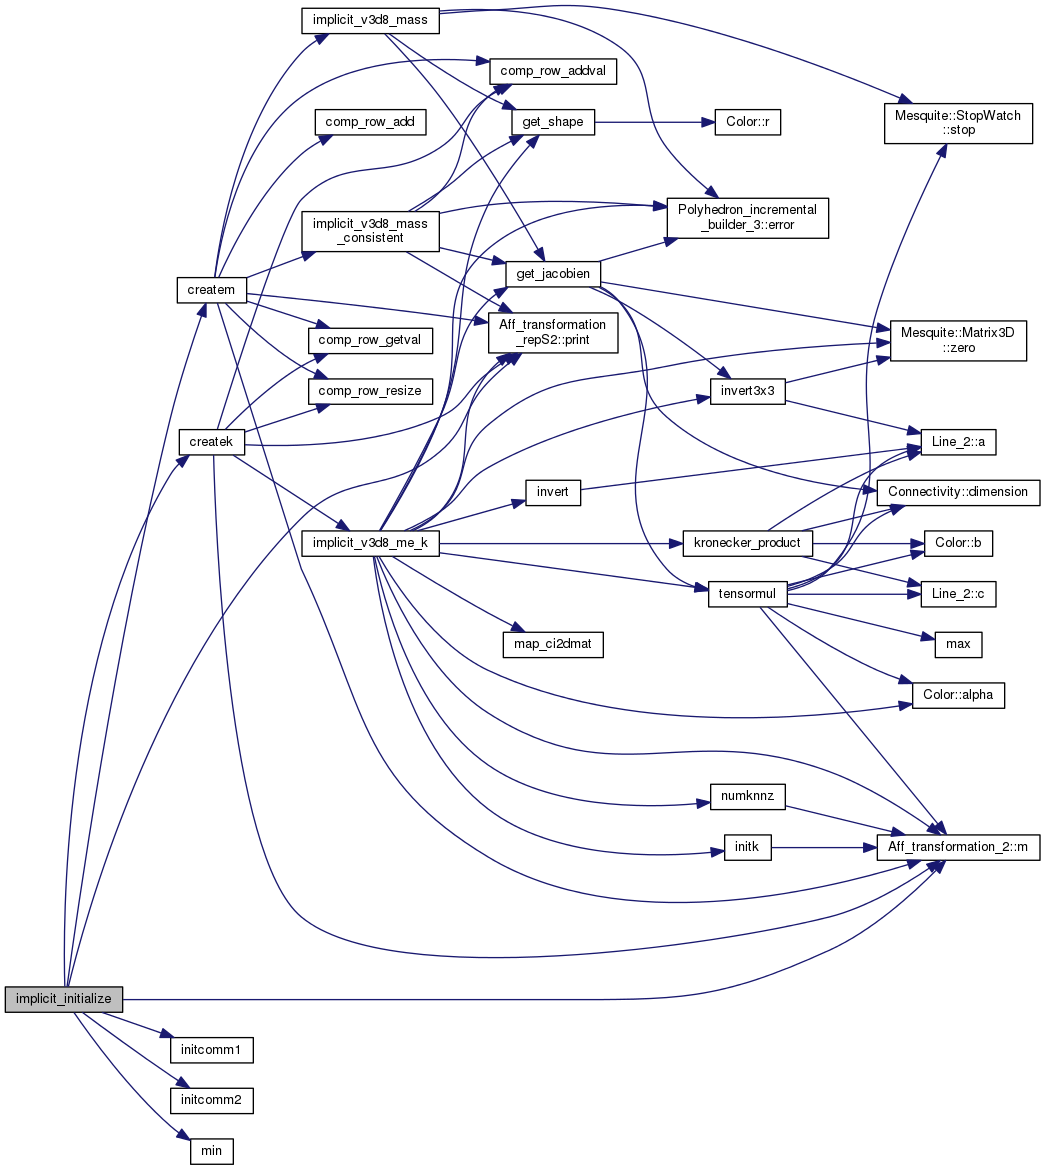 implicit_v3d8_mass
comp_row_addval
Mesquite::StopWatch
::stop
comp_row_add
get_shape
Color::r
Polyhedron_incremental
_builder_3::error
implicit_v3d8_mass
_consistent
get_jacobien
createm
Aff_transformation
_repS2::print
comp_row_getval
Mesquite::Matrix3D
::zero
comp_row_resize
invert3x3
createk
Line_2::a
invert
Connectivity::dimension
implicit_v3d8_me_k
kronecker_product
Color::b
tensormul
Line_2::c
map_ci2dmat
max
Color::alpha
numknnz
initk
Aff_transformation_2::m
implicit_initialize
initcomm1
initcomm2
min